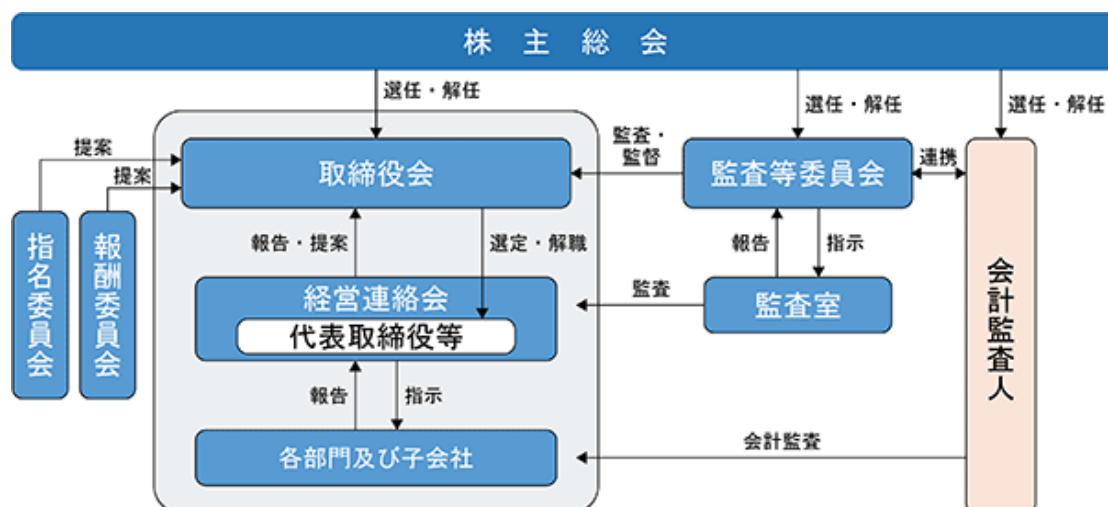 株主総会
選任・解任
選任・解任
選任・解任
提案
提案
取締役会
監査・
監督
監査等委員会
連携
指名委員会
報酬委員会
報告・提案
選定・解職
報告
指示
経営連絡会
代表取締役等
監査
監査室
会計監査人
報告
指示
各部門及び子会社
会計監査